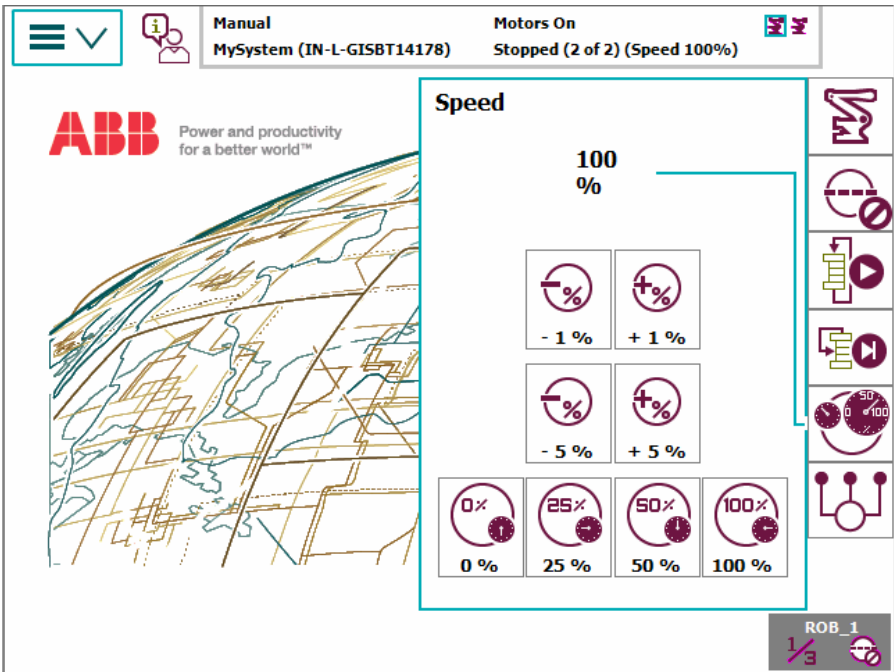 Manual
Motors On
MySystem (IN-L-GISBT14178)
Stopped (2 of 2) (Speed 100%)
ABB
Power and productivity
for a better world™
Speed
100
%
%
%
- 1 %
+ 1 %
%
%
- 5 %
+ 5 %
0%
25%
50%
100%
0 %
25 %
50 %
100 %
50
0
100
%
ROB_1
1/3